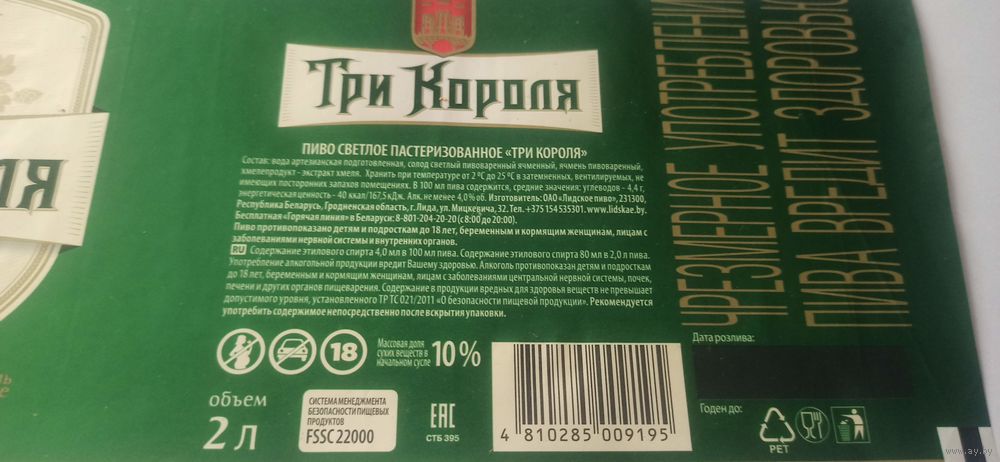 Три Короля
ля
ПИВО СВЕТЛОЕ ПАСТЕРИЗОВАННОЕ «ТРИ КОРОЛЯ»
Состав: вода артезианская подготовленная, солод светлый пивоваренный ячменный, ячмень пивоваренный,
хмелепродукт - экстракт хмеля. Хранить при температуре от 2 ºС до 25 ºС в затемненных, вентилируемых, не
имеющих посторонних запахов помещениях. В 100 мл пива содержится, средние значения: углеводов - 4,4 г,
энергетическая ценность - 40 ккал/167,5 кДж. Алк. не менее 4,0% об. Изготовитель: ОАО «Лидское пиво», 231300,
Республика Беларусь, Гродненская область, г. Лида, ул. Мицкевича, 32. Тел. +375 154 535301. www.lidskae.by.
Бесплатная «Горячая линия» в Беларуси: 8-801-204-20-20 (с 8:00 до 20:00).
Пиво противопоказано детям и подросткам до 18 лет, беременным и кормящим женщинам, лицам с
заболеваниями нервной системы и внутренних органов.
RU Содержание этилового спирта 4,0 мл в 100 мл пива. Содержание этилового спирта 80 мл в 2,0 л пива.
Употребление алкогольной продукции вредит Вашему здоровью. Алкоголь противопоказан детям и подросткам
до 18 лет, беременным и кормящим женщинам, лицам с заболеваниями центральной нервной системы, почек,
печени и других органов пищеварения. Содержание в продукции вредных для здоровья веществ не превышает
допустимого уровня, установленного ТР ТС 021/2011 «О безопасности пищевой продукции». Рекомендуется
употребить содержимое непосредственно после вскрытия упаковки.
18
Массовая доля
сухих веществ в
начальном сусле
10 %
объем
2 л
СИСТЕМА МЕНЕДЖМЕНТА
БЕЗОПАСНОСТИ ПИЩЕВЫХ
ПРОДУКТОВ
FSSC 22000
EAC
СТБ 395
4 810285 009195
ЧРЕЗМЕРНОЕ УПОТРЕБЛЕНИ
ПИВА ВРЕДИТ ЗДОРОВЬЮ
Дата розлива:
Годен до:
PET
www.ay.by